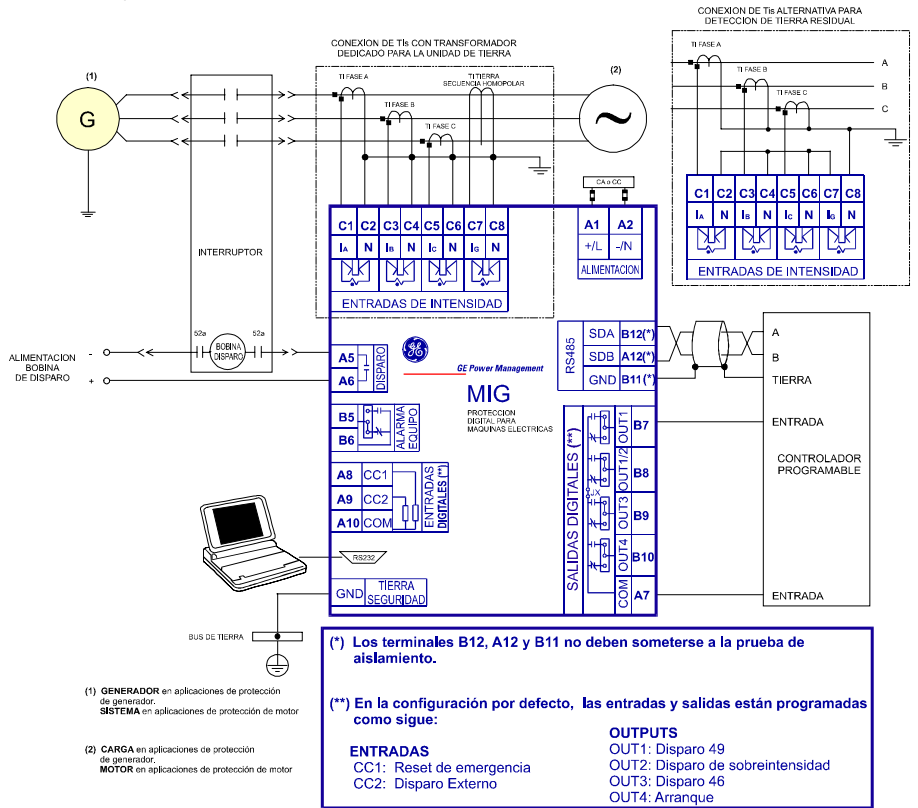 CONEXION DE TIs ALTERNATIVA PARA
DETECCION DE TIERRA RESIDUAL
CONEXION DE TIs CON TRANSFORMADOR
DEDICADO PARA LA UNIDAD DE TIERRA
TI FASE A
TI FASE B
TI FASE C
TI TIERRA
SECUENCIA HOMOPOLAR
(1)
G
(2)
TI FASE A
TI FASE B
TI FASE C
A
B
C
C1 C2 C3 C4 C5 C6 C7 C8
IA N IB N IC N IG N
ENTRADAS DE INTENSIDAD
CA o CC
A1 A2
+/L -/N
ALIMENTACION
C1 C2 C3 C4 C5 C6 C7 C8
IA N IB N IC N IG N
ENTRADAS DE INTENSIDAD
INTERRUPTOR
52a
BOBINA
DISPARO
52a
ALIMENTACION
BOBINA
DE DISPARO
-
+
A5
A6
DISPARO
B5
B6
ALARMA
EQUIPO
A8 CC1
A9 CC2
A10 COM
ENTRADAS
DIGITALES (**)
RS232
GND TIERRA
SEGURIDAD
BUS DE TIERRA
GE Power Management
MIG
PROTECCION
DIGITAL PARA
MAQUINAS ELECTRICAS
RS485
SDA B12(*)
SDB A12(*)
GND B11(*)
A
B
TIERRA
SALIDAS DIGITALES (**)
JX
OUT1 B7
OUT1/2 B8
OUT3 B9
OUT4 B10
COM A7
ENTRADA
CONTROLADOR
PROGRAMABLE
ENTRADA
(*) Los terminales B12, A12 y B11 no deben someterse a la prueba de
aislamiento.
(**) En la configuración por defecto, las entradas y salidas están programadas
como sigue:
ENTRADAS
CC1: Reset de emergencia
CC2: Disparo Externo
OUTPUTS
OUT1: Disparo 49
OUT2: Disparo de sobreintensidad
OUT3: Disparo 46
OUT4: Arranque
(1) GENERADOR en aplicaciones de protección
de generador.
SISTEMA en aplicaciones de protección de motor
(2) CARGA en aplicaciones de protección
de generador.
MOTOR en aplicaciones de protección de motor